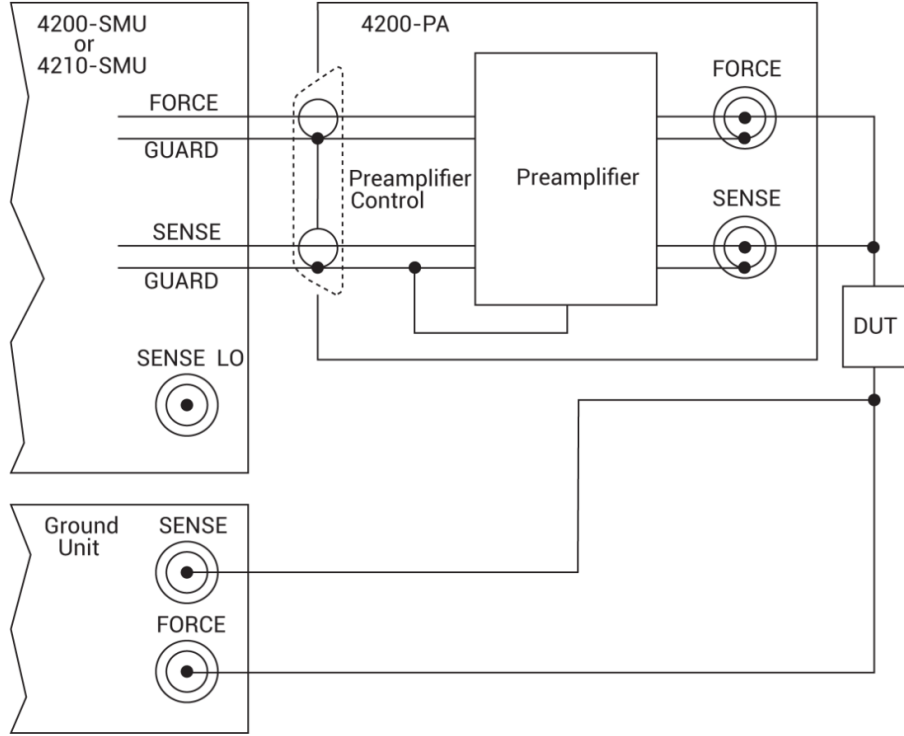 4200-SMU
or
4210-SMU
4200-PA
FORCE
GUARD
SENSE
GUARD
SENSE LO
Preamplifier
Control
Preamplifier
FORCE
SENSE
DUT
Ground
Unit
SENSE
FORCE